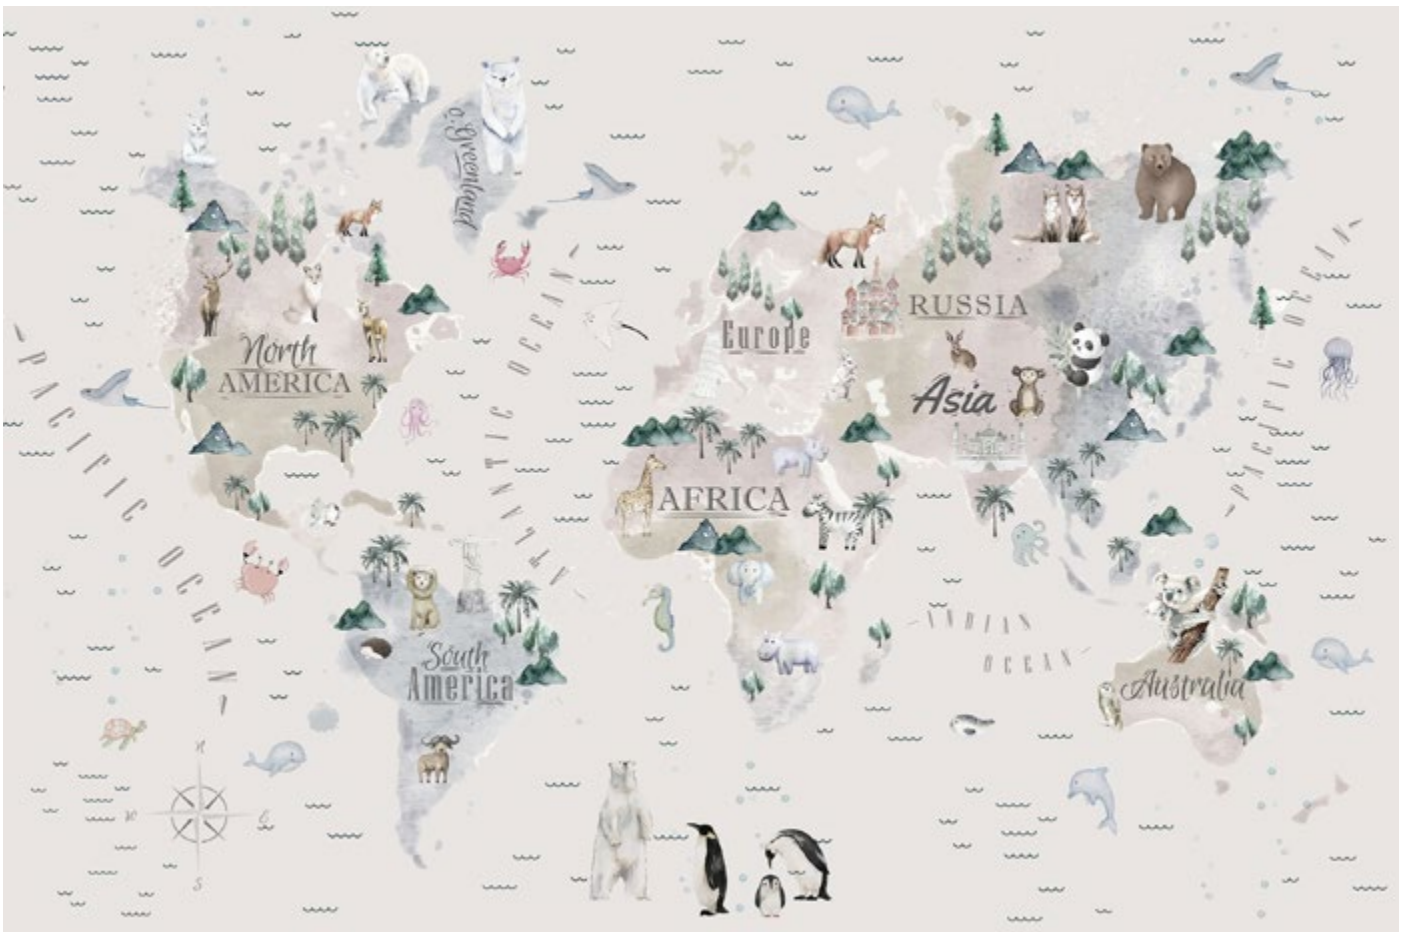 o. Greenland
North
AMERICA
Europe
RUSSIA
Asia
AFRICA
South
America
Australia
PACIFIC OCEAN
ATLANTIC OCEAN
INDIAN
OCEAN
PACIFIC OCEAN
N
S